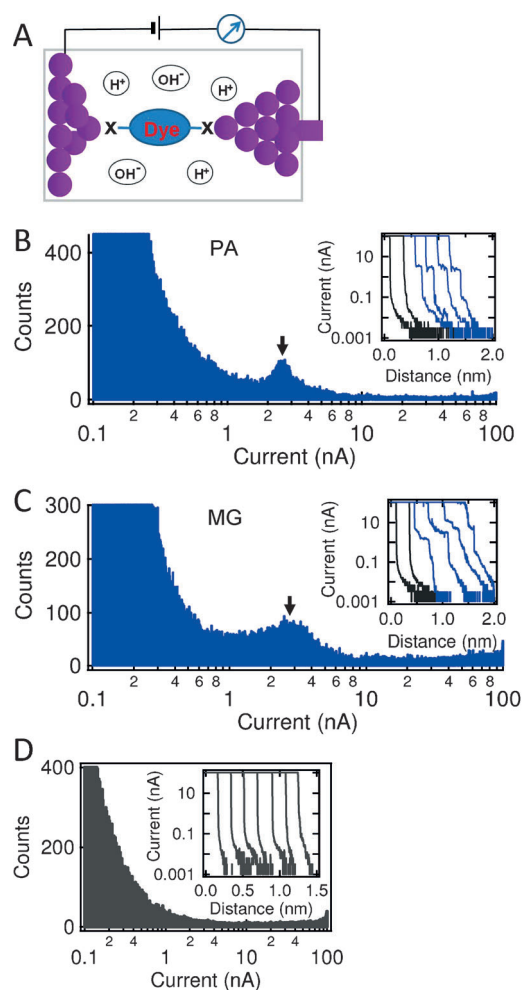 A
H+
OH-
H+
X
Dye
X
OH-
H+
B
400
200
0
Counts
PA
0.1
2
4
6
8
1
2
4
6
8
10
2
4
6
8
100
Current (nA)
Current (nA)
10
0.1
0.001
0.0
1.0
2.0
Distance (nm)
C
300
200
100
0
Counts
MG
0.1
2
4
6
8
1
2
4
6
8
10
2
4
6
8
100
Current (nA)
Current (nA)
10
0.1
0.001
0.0
1.0
2.0
Distance (nm)
D
400
200
0
Counts
0.1
2
4
1
2
4
10
2
4
100
Current (nA)
Current (nA)
10
0.1
0.001
0.0
0.5
1.0
1.5
Distance (nm)